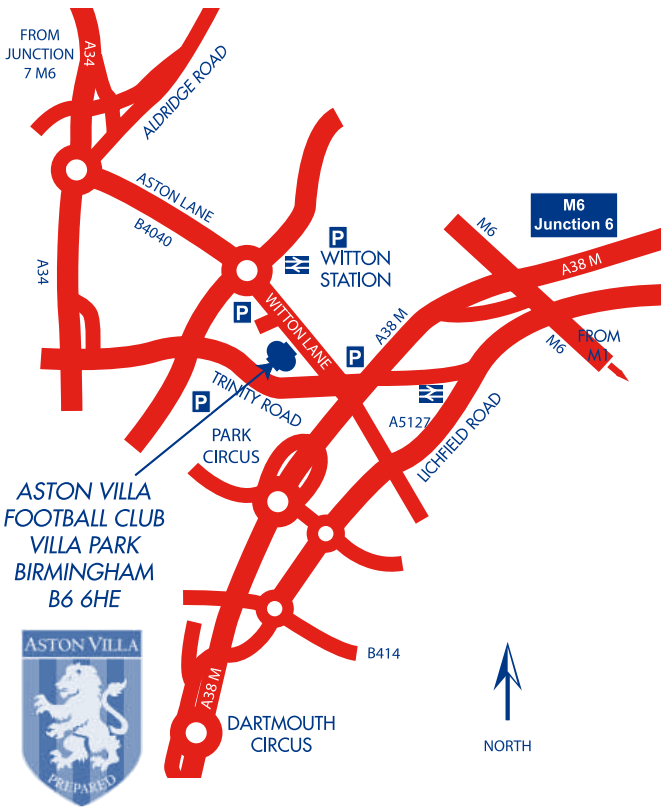 FROM
JUNCTION
7 M6
A34
ALDRIDGE ROAD
ASTON LANE
B4040
A34
M6
Junction 6
M6
A38 M
P
WITTON
STATION
P
WITTON LANE
A38 M
P
M6
FROM
M1
TRINITY ROAD
P
A5127
LICHFIELD ROAD
PARK
CIRCUS
ASTON VILLA
FOOTBALL CLUB
VILLA PARK
BIRMINGHAM
B6 6HE
ASTON VILLA
PREPARED
B414
A38 M
DARTMOUTH
CIRCUS
NORTH